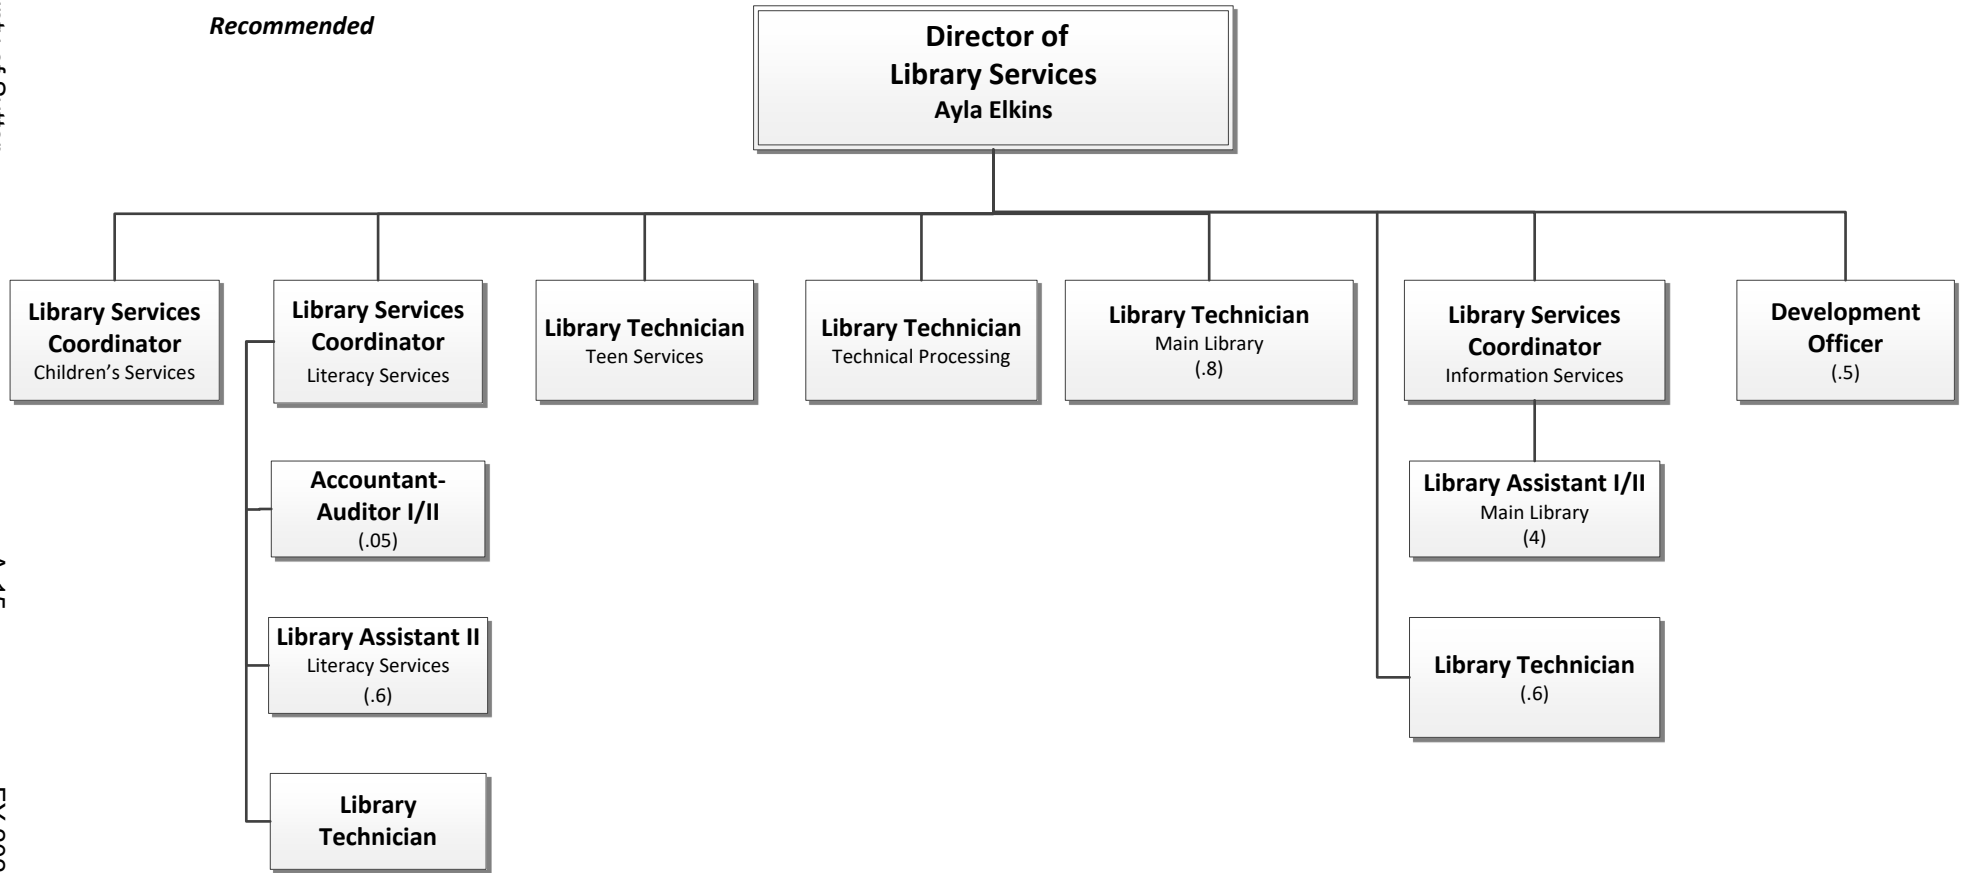 Recommended
Director of
Library Services
Ayla Elkins
Library Services
Coordinator
Children's Services
Library Services
Coordinator
Literacy Services
Library Technician
Teen Services
Library Technician
Technical Processing
Library Technician
Main Library
(.8)
Library Services
Coordinator
Information Services
Development
Officer
(.5)
Accountant-
Auditor I/II
(.05)
Library Assistant II
Literacy Services
(.6)
Library
Technician
Library Assistant I/II
Main Library
(4)
Library Technician
(.6)